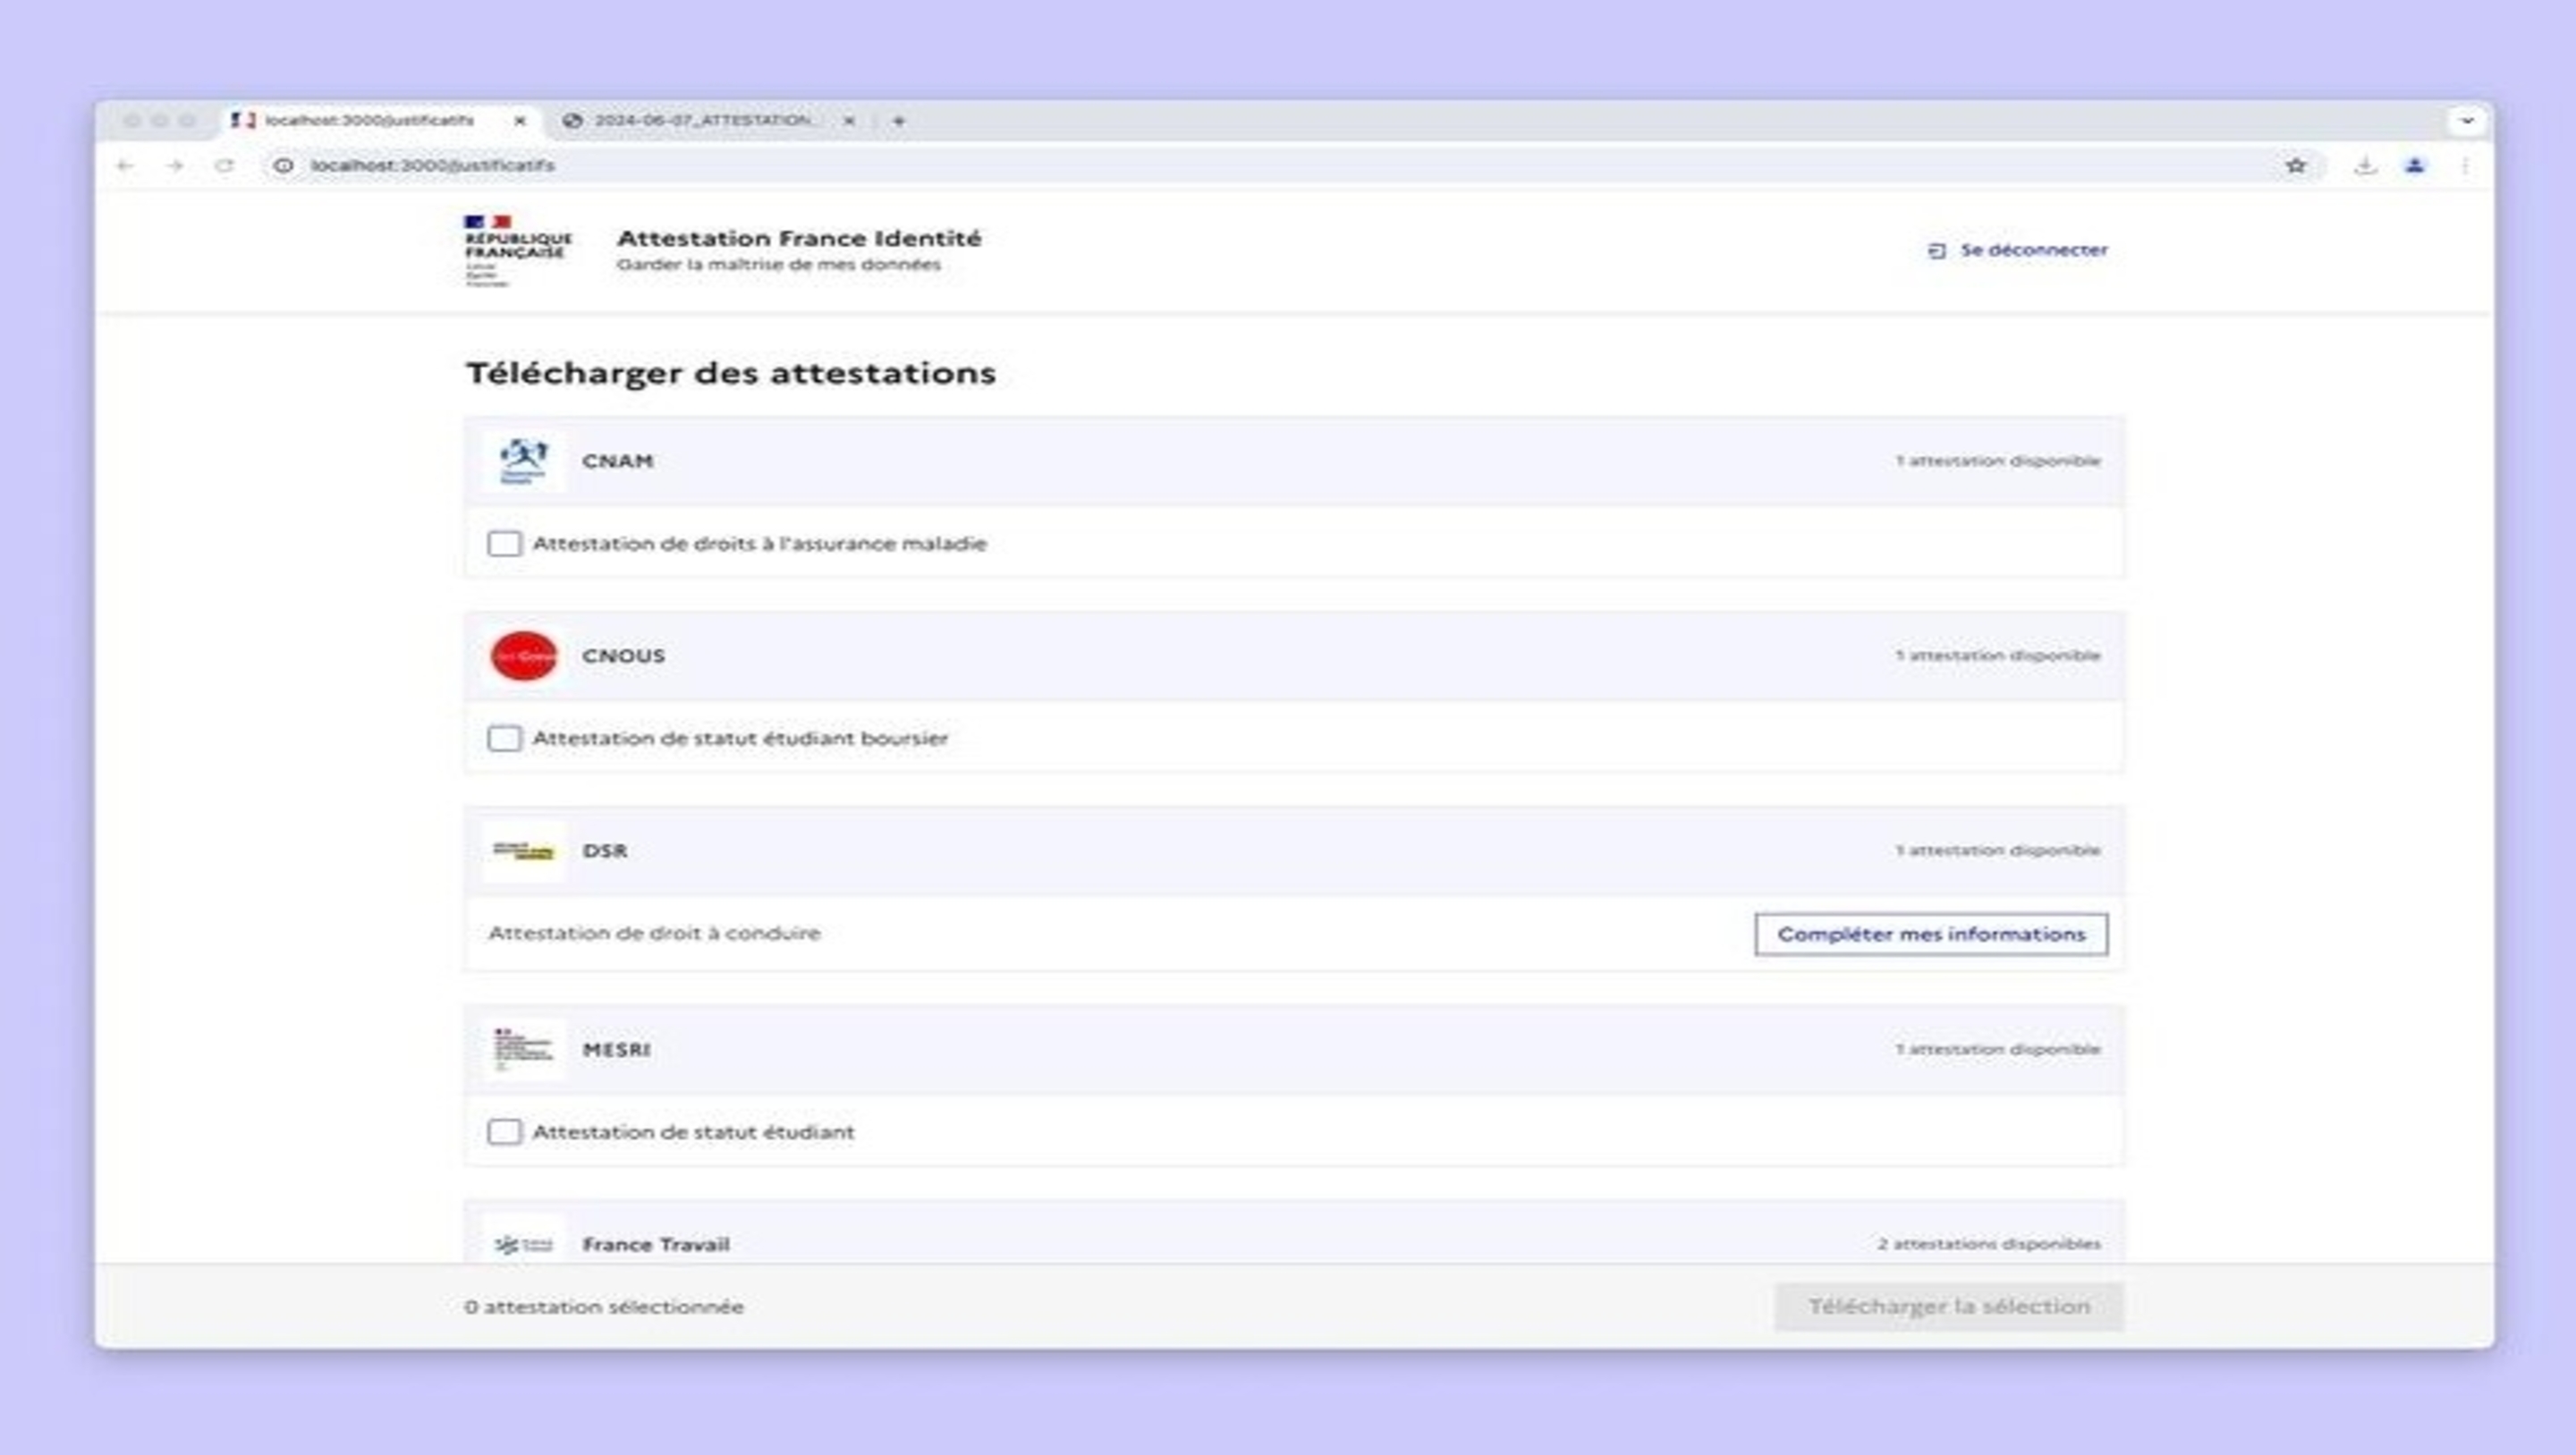 localhost:3000/justificatifs
2024-06-07_ATTESTATION...
localhost:3000/justificatifs
RÉPUBLIQUE
FRANÇAISE
Attestation France Identité
Garder la maîtrise de mes données
Se déconnecter
Télécharger des attestations
CNAM
1 attestation disponible
Attestation de droits à l'assurance maladie
CNOUS
1 attestation disponible
Attestation de statut étudiant boursier
DSR
1 attestation disponible
Attestation de droit à conduire
Compléter mes informations
MESRI
1 attestation disponible
Attestation de statut étudiant
France Travail
2 attestations disponibles
0 attestation sélectionnée
Télécharger la sélection